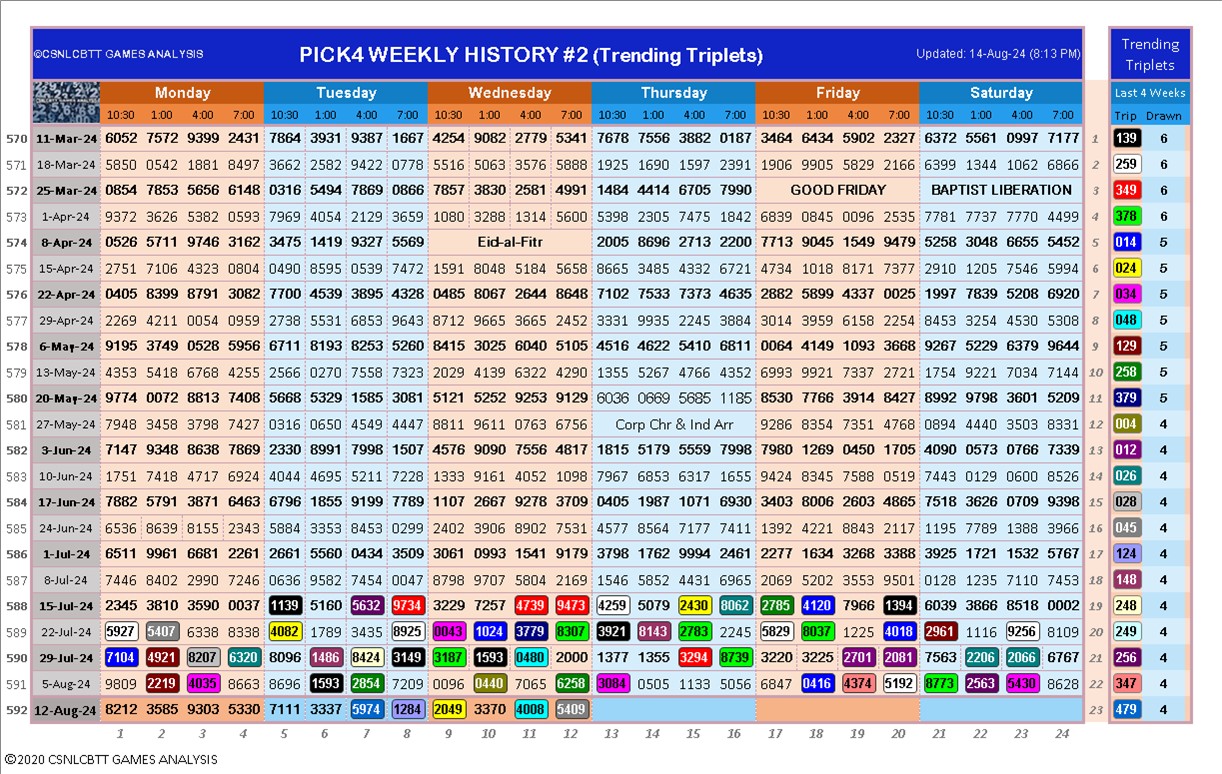 ©CSNLCBTT GAMES ANALYSIS PICK4 WEEKLY HISTORY #2 (Trending Triplets) Updated: 14-Aug-24 (8:13 PM)
Trending
Triplets
Monday Tuesday Wednesday Thursday Friday Saturday Last 4 Weeks
10:30 1:00 4:00 7:00 10:30 1:00 4:00 7:00 10:30 1:00 4:00 7:00 10:30 1:00 4:00 7:00 10:30 1:00 4:00 7:00 10:30 1:00 4:00 7:00 Trip Drawn
570 11-Mar-24 6052 7572 9399 2431 7864 3931 9387 1667 4254 9082 2779 5341 7678 7556 3882 0187 3464 6434 5902 2327 6372 5561 0997 7177 1 139 6
571 18-Mar-24 5850 0542 1881 8497 3662 2582 9422 0776 5516 5063 3576 5888 1925 1690 1597 2391 1906 9905 5829 2166 6399 1344 1062 6866 2 259 6
572 25-Mar-24 0854 7853 5656 6148 0316 5494 7869 0866 7857 3830 2581 4991 1484 4414 6705 7990 GOOD FRIDAY BAPTIST LIBERATION 3 349 6
573 1-Apr-24 9372 3626 5382 0593 7969 4054 2129 3659 1080 3288 1314 5600 5398 2305 7475 1842 6839 0845 0096 2535 7781 7737 7770 4499 4 378 6
574 8-Apr-24 0526 5711 9746 3162 3475 1419 9327 5569 Eid-al-Fitr 2005 8696 2713 2200 7713 9045 1549 9479 5258 3048 6655 5452 5 014 5
575 15-Apr-24 2751 7106 4323 0804 0490 8595 0539 7472 1591 8048 5184 5658 8665 3485 4332 6721 4734 1018 8171 7377 2910 1205 7546 5994 6 024 5
576 22-Apr-24 0405 8399 8791 3082 7700 4539 3895 4328 0485 8067 2644 8648 7102 7533 7373 4635 2882 5899 4337 0025 1997 7839 5208 6920 7 034 5
577 29-Apr-24 2269 4211 0054 0959 2738 5531 6853 9643 8712 9665 3665 2452 3331 9935 2245 3884 3014 3959 6158 2254 8453 3254 4530 5308 8 048 5
578 6-May-24 9195 3749 0528 5956 6711 8193 8253 5260 8415 3025 6040 5105 4516 4622 5410 6811 0064 4149 1093 3668 9267 5229 6379 9644 9 129 5
579 13-May-24 4353 5418 6768 4255 2566 0270 7558 7323 2029 4139 6322 4290 1355 5267 4766 4352 6993 9921 7337 2027 1754 9221 7034 7144 10 258 5
580 20-May-24 9774 0072 8813 7408 5668 5329 1585 3081 5121 5252 9253 9129 6036 0669 5685 1185 8530 7766 3914 8427 8992 9798 3601 5209 11 379 5
581 27-May-24 7948 3458 3798 7427 0316 0650 4549 4447 8811 9611 0763 6756 Corp Chr & Ind Arr 9286 8354 7351 4768 0894 4440 3503 8331 12 004 4
582 3-Jun-24 7147 9348 8638 7869 2330 8991 7998 1507 4576 9090 7556 4817 1815 5179 5559 7998 7980 1269 0450 1705 4090 0573 0766 7339 13 012 4
583 10-Jun-24 1751 7418 4717 6924 4044 4695 5211 7228 1333 9161 4052 1098 7967 6853 6317 1655 9424 8345 7588 0519 7443 0129 0600 8526 14 026 4
584 17-Jun-24 7882 5791 3871 6463 6796 1855 9199 7789 1107 2667 9278 3709 0405 1987 1071 6930 3403 8006 2603 4865 7518 3626 0709 9398 15 028 4
585 24-Jun-24 6536 8639 8155 2343 5884 3353 8453 0299 2402 3906 8902 7531 4577 8564 7177 7411 1392 4221 8843 2117 1195 7789 1388 3966 16 045 4
586 1-Jul-24 6511 9961 6681 2261 2661 5560 0434 3509 3061 0993 1541 9179 3798 1762 9994 2461 2277 1634 3268 3388 3925 1721 1532 5767 17 124 4
587 8-Jul-24 7446 8402 2990 7246 0636 9582 7454 0047 8798 9707 5804 2169 1546 5852 4431 6965 2069 5202 3553 9501 0128 1235 7110 7453 18 148 4
588 15-Jul-24 2345 3810 3590 0037 1139 5160 5632 9734 3229 7257 4739 9473 4259 5079 2430 8062 2785 4120 7966 1394 6039 3866 8518 0002 19 248 4
589 22-Jul-24 5927 5407 6338 8338 4082 1789 3435 8925 0043 1024 3779 8307 3921 8143 2783 2245 5829 8037 1225 4018 2961 1116 9256 8109 20 249 4
590 29-Jul-24 7104 4921 8207 6320 8096 1486 8424 3149 3187 1593 0480 2000 1377 1355 3294 8739 3220 3225 2701 2081 7563 2206 2066 6767 21 256 4
591 5-Aug-24 9809 2219 4035 8663 8696 1593 2854 7209 0096 0440 7065 6258 3084 0505 1133 5056 6847 0416 4374 5192 8773 2563 5430 8628 22 347 4
592 12-Aug-24 8212 3585 9303 5330 7111 3337 5974 1284 2049 3370 4008 5409 23 479 4
1 2 3 4 5 6 7 8 9 10 11 12 13 14 15 16 17 18 19 20 21 22 23 24
©2020 CSNLCBTT GAMES ANALYSIS